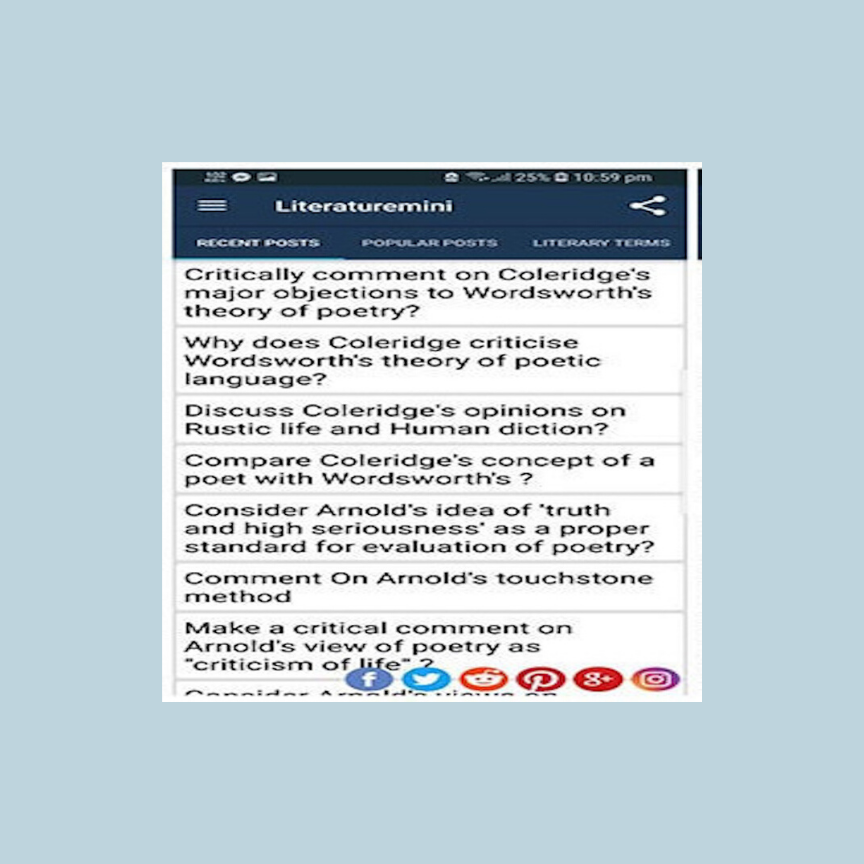 25% 10:59 pm
Literaturemini
RECENT POSTS POPULAR POSTS LITERARY TERMS
Critically comment on Coleridge's
major objections to Wordsworth's
theory of poetry?
Why does Coleridge criticise
Wordsworth's theory of poetic
language?
Discuss Coleridge's opinions on
Rustic life and Human diction?
Compare Coleridge's concept of a
poet with Wordsworth's ?
Consider Arnold's idea of 'truth
and high seriousness' as a proper
standard for evaluation of poetry?
Comment On Arnold's touchstone
method
Make a critical comment on
Arnold's view of poetry as
"criticism of life" ?
Consider Arnold's views on